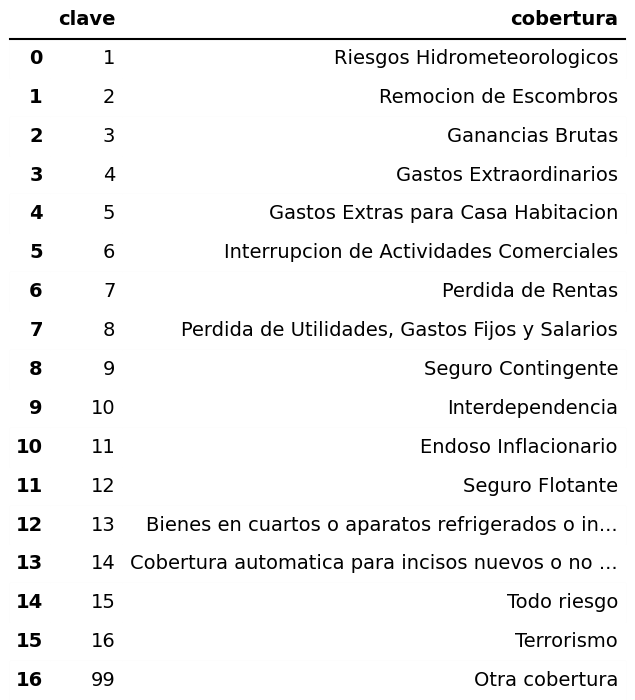 clave cobertura
0 1 Riesgos Hidrometeorologicos
1 2 Remocion de Escombros
2 3 Ganancias Brutas
3 4 Gastos Extraordinarios
4 5 Gastos Extras para Casa Habitacion
5 6 Interrupcion de Actividades Comerciales
6 7 Perdida de Rentas
7 8 Perdida de Utilidades, Gastos Fijos y Salarios
8 9 Seguro Contingente
9 10 Interdependencia
10 11 Endoso Inflacionario
11 12 Seguro Flotante
12 13 Bienes en cuartos o aparatos refrigerados o in...
13 14 Cobertura automatica para incisos nuevos o no ...
14 15 Todo riesgo
15 16 Terrorismo
16 99 Otra cobertura